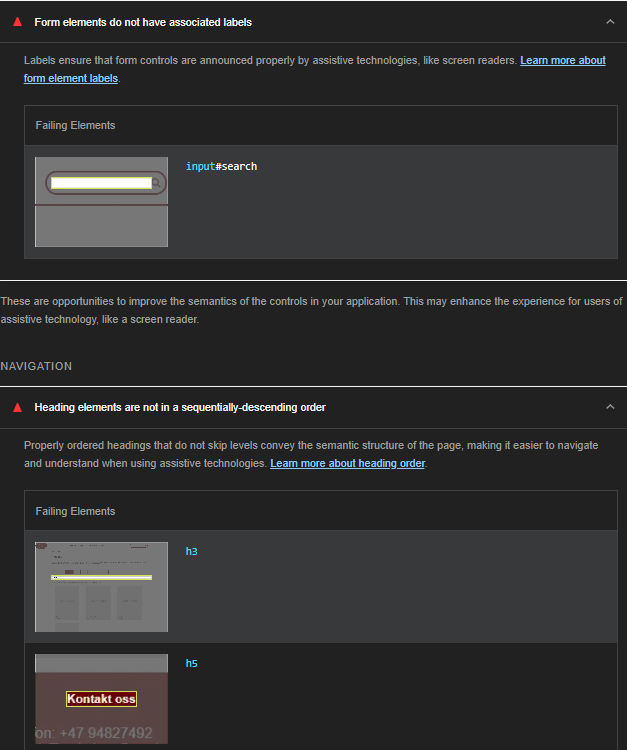 Form elements do not have associated labels
Labels ensure that form controls are announced properly by assistive technologies, like screen readers. Learn more about
form element labels.
Failing Elements
input#search
These are opportunities to improve the semantics of the controls in your application. This may enhance the experience for users of
assistive technology, like a screen reader.
NAVIGATION
Heading elements are not in a sequentially-descending order
Properly ordered headings that do not skip levels convey the semantic structure of the page, making it easier to navigate
and understand when using assistive technologies. Learn more about heading order.
Failing Elements
h3
h5
Kontakt oss
on: +47 94827492